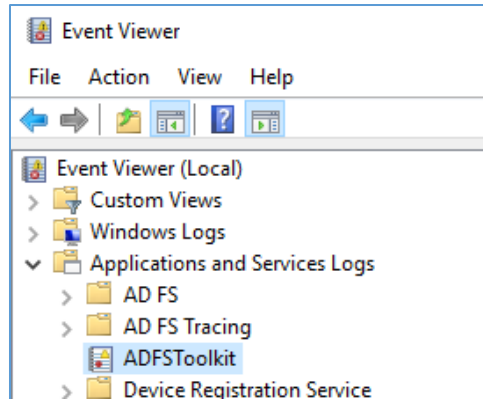 Event Viewer
File Action View Help
Event Viewer (Local)
Custom Views
Windows Logs
Applications and Services Logs
AD FS
AD FS Tracing
ADFSToolkit
Device Registration Service